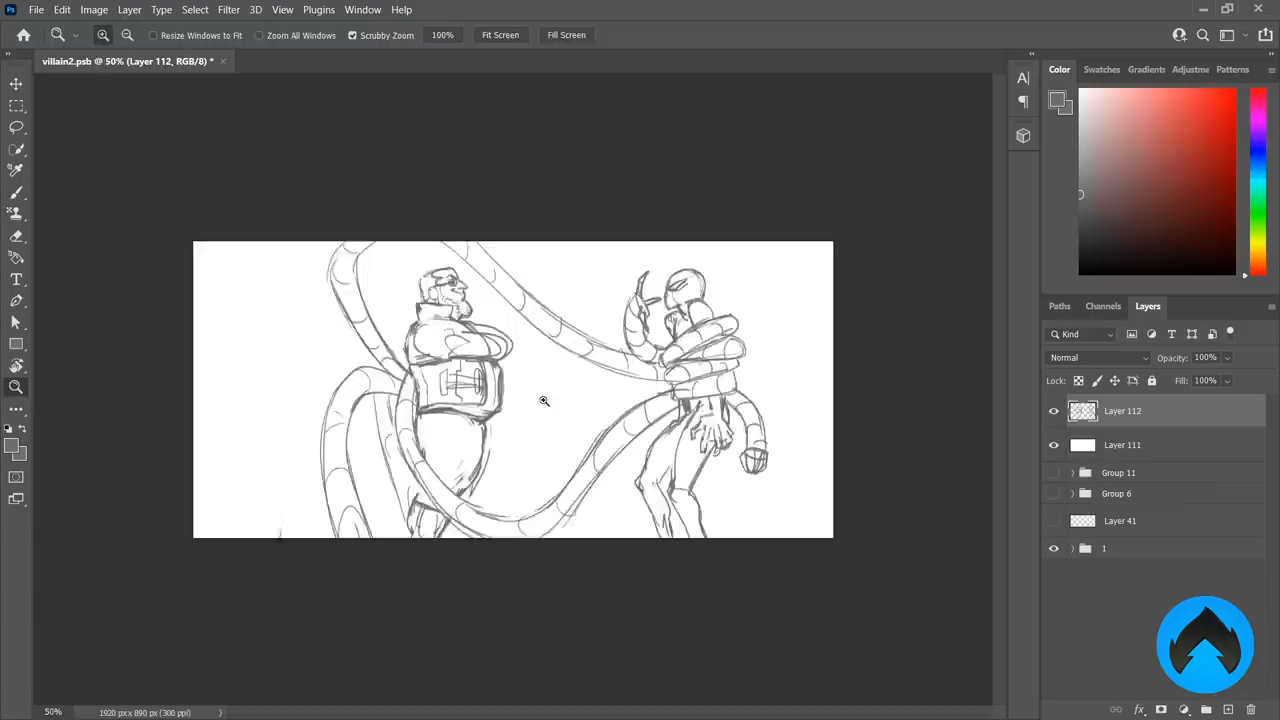 Ps File Edit Image Layer Type Select Filter 3D View Plugins Window Help
Resize Windows to Fit Zoom All Windows Scrubby Zoom 100% Fit Screen Fill Screen
villain2.psb @ 50% (Layer 112, RGB/8) * ×
Color Swatches Gradients Adjustme Patterns
Paths Channels Layers
Kind
Normal Opacity: 100%
Lock: Fill: 100%
Layer 112
Layer 111
Group 11
Group 6
Layer 41
1
50% 1920 px x 890 px (300 ppi)